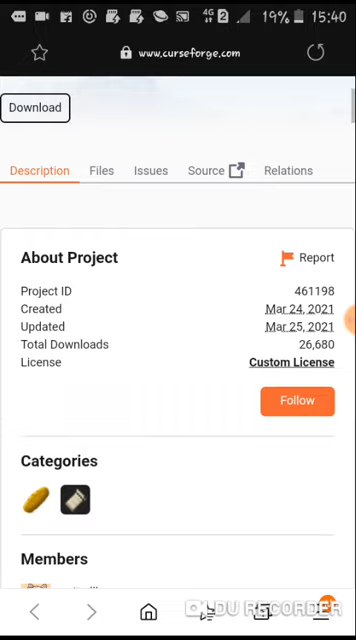 4G 2 19% 15:40
www.curseforge.com
Download
Description Files Issues Source Relations
About Project Report
Project ID 461198
Created Mar 24, 2021
Updated Mar 25, 2021
Total Downloads 26,680
License Custom License
Follow
Categories
Members
DU RECORDER